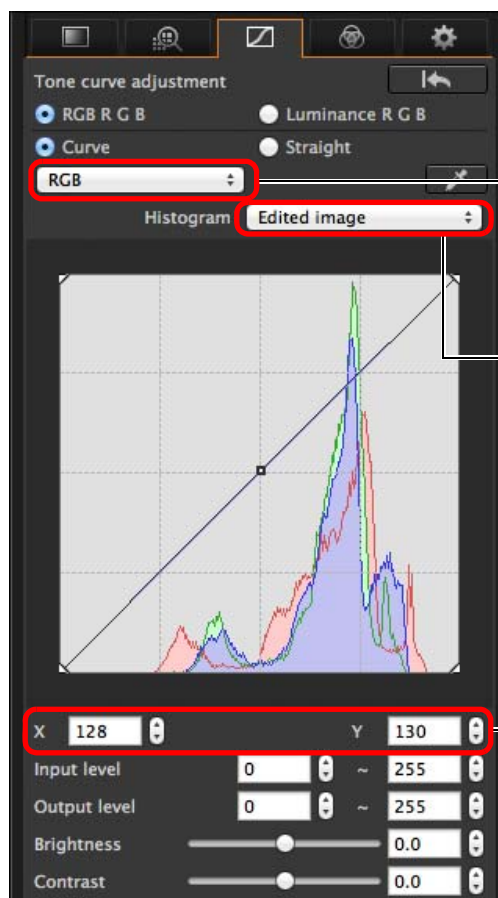 Tone curve adjustment
RGB R G B Luminance R G B
Curve Straight
RGB
Histogram Edited image
X 128 Y 130
Input level 0 ~ 255
Output level 0 ~ 255
Brightness 0.0
Contrast 0.0